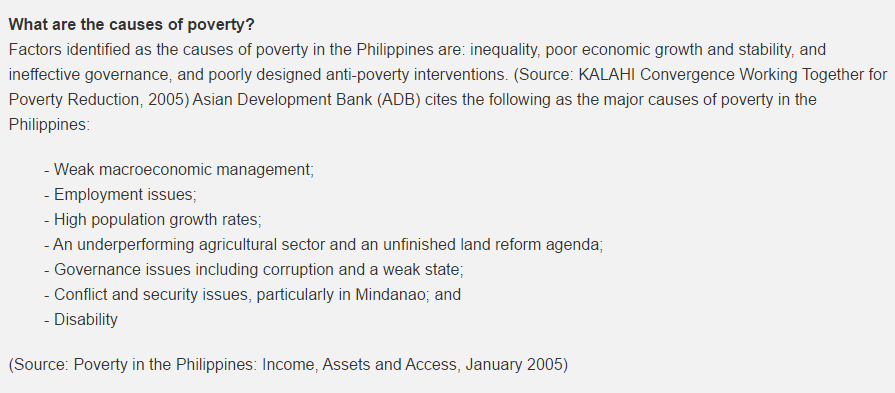 What are the causes of poverty?
Factors identified as the causes of poverty in the Philippines are: inequality, poor economic growth and stability, and
ineffective governance, and poorly designed anti-poverty interventions. (Source: KALAHI Convergence Working Together for
Poverty Reduction, 2005) Asian Development Bank (ADB) cites the following as the major causes of poverty in the
Philippines:
- Weak macroeconomic management;
- Employment issues;
- High population growth rates;
- An underperforming agricultural sector and an unfinished land reform agenda;
- Governance issues including corruption and a weak state;
- Conflict and security issues, particularly in Mindanao; and
- Disability
(Source: Poverty in the Philippines: Income, Assets and Access, January 2005)